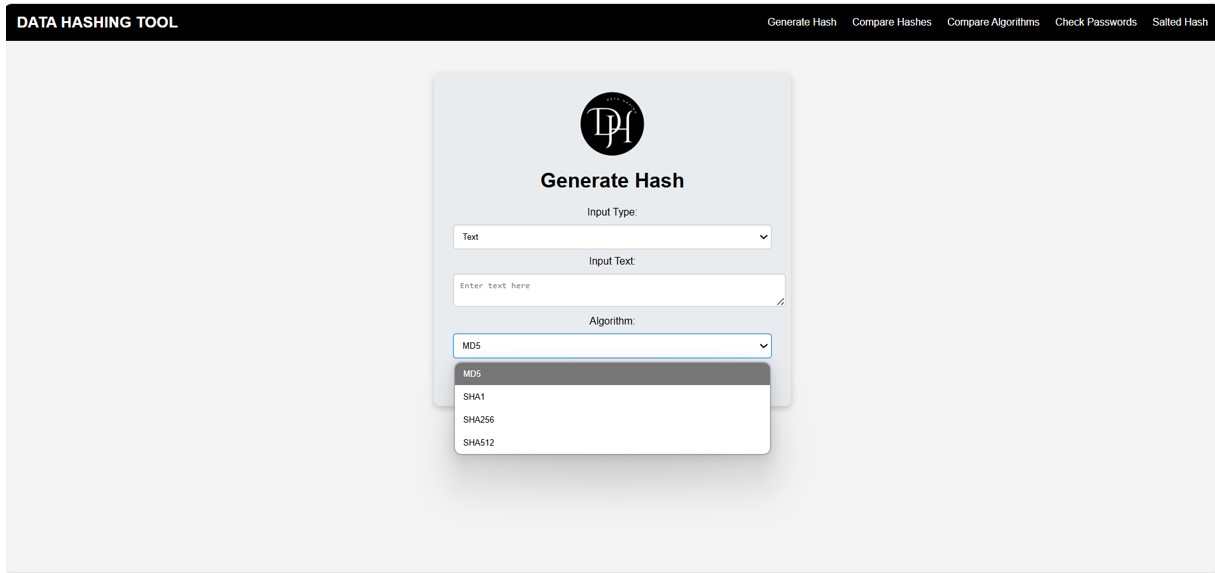 DATA HASHING TOOL
Generate Hash Compare Hashes Compare Algorithms Check Passwords Salted Hash
DJH
Generate Hash
Input Type:
Text
Input Text:
Enter text here
Algorithm:
MD5
MD5
SHA1
SHA256
SHA512